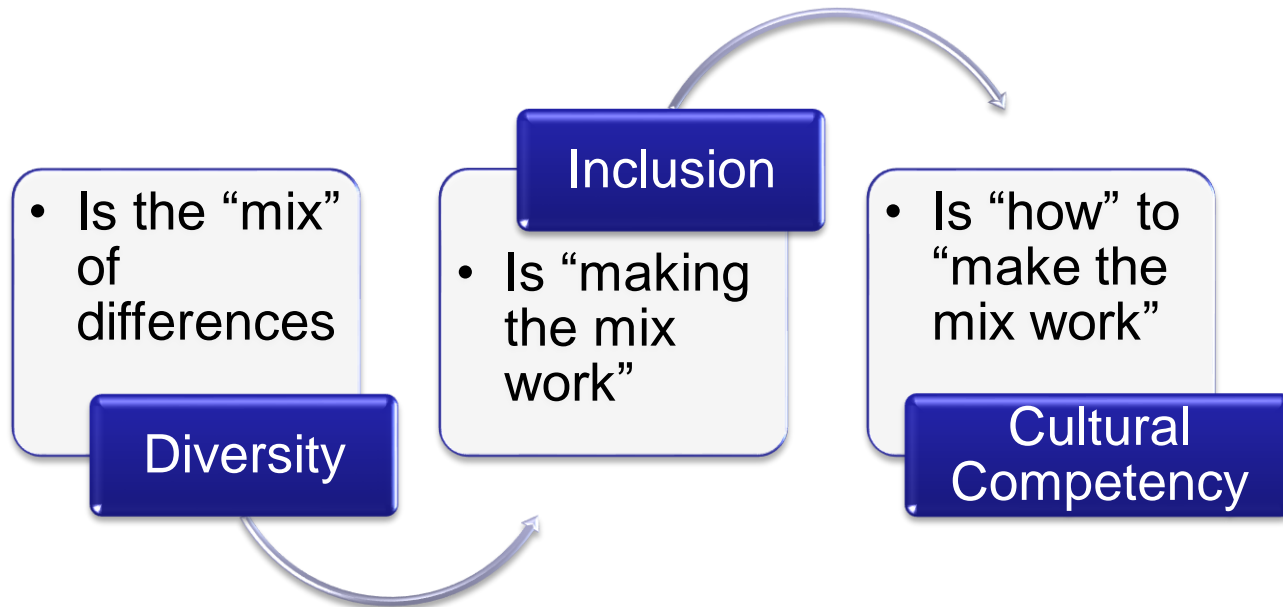 • Is the “mix”
of
differences
Diversity
Inclusion
• Is “making
the mix
work”
• Is “how” to
“make the
mix work”
Cultural
Competency